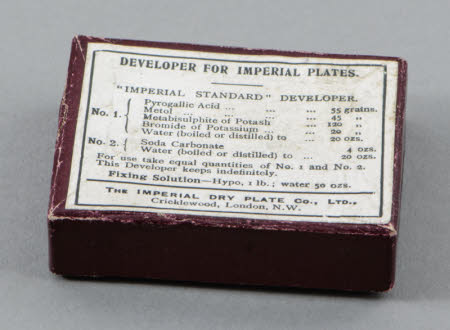 DEVELOPER FOR IMPERIAL PLATES.
"IMPERIAL STANDARD" DEVELOPER.
No. 1. { Pyrogallic Acid ... ... ... 55 grains.
Metol ... ... ... ... ... 45 „
Metabisulphite of Potash ... 120 „
Bromide of Potassium ... ... 20 „
Water (boiled or distilled) to ... 20 ozs.
No. 2. { Soda Carbonate 4 ozs.
Water (boiled or distilled) to ... 20 ozs.
For use take equal quantities of No. 1 and No. 2.
This Developer keeps indefinitely.
Fixing Solution—Hypo, 1 lb.; water 50 ozs.
THE IMPERIAL DRY PLATE CO., LTD.,
Cricklewood, London, N.W.